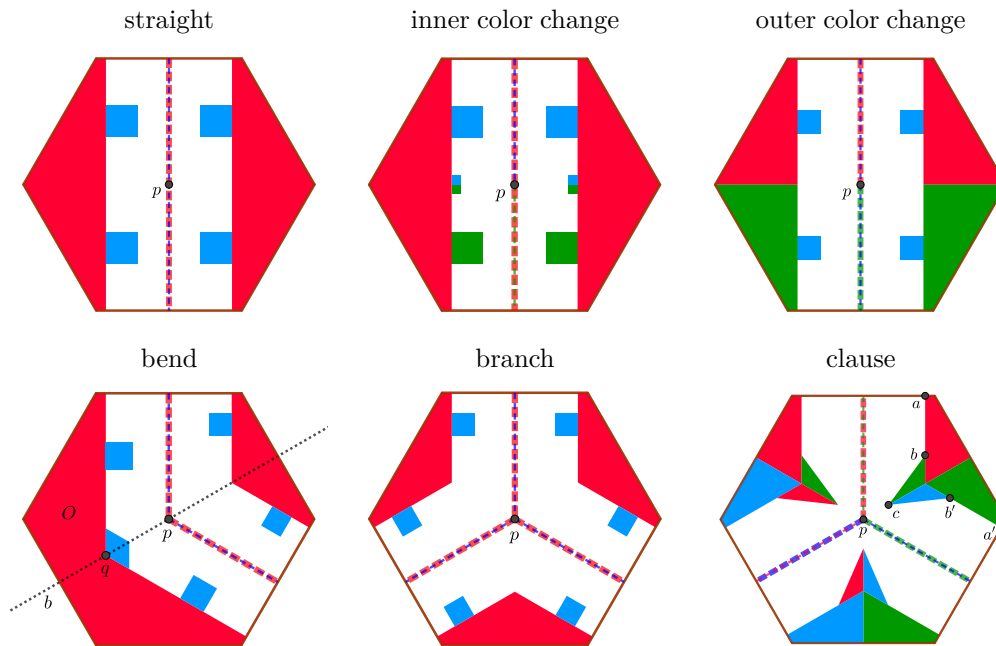 straight
inner color change
outer color change
p
p
p
bend
branch
clause
a
b
O
c
b′
p
p
p
a′
q
b